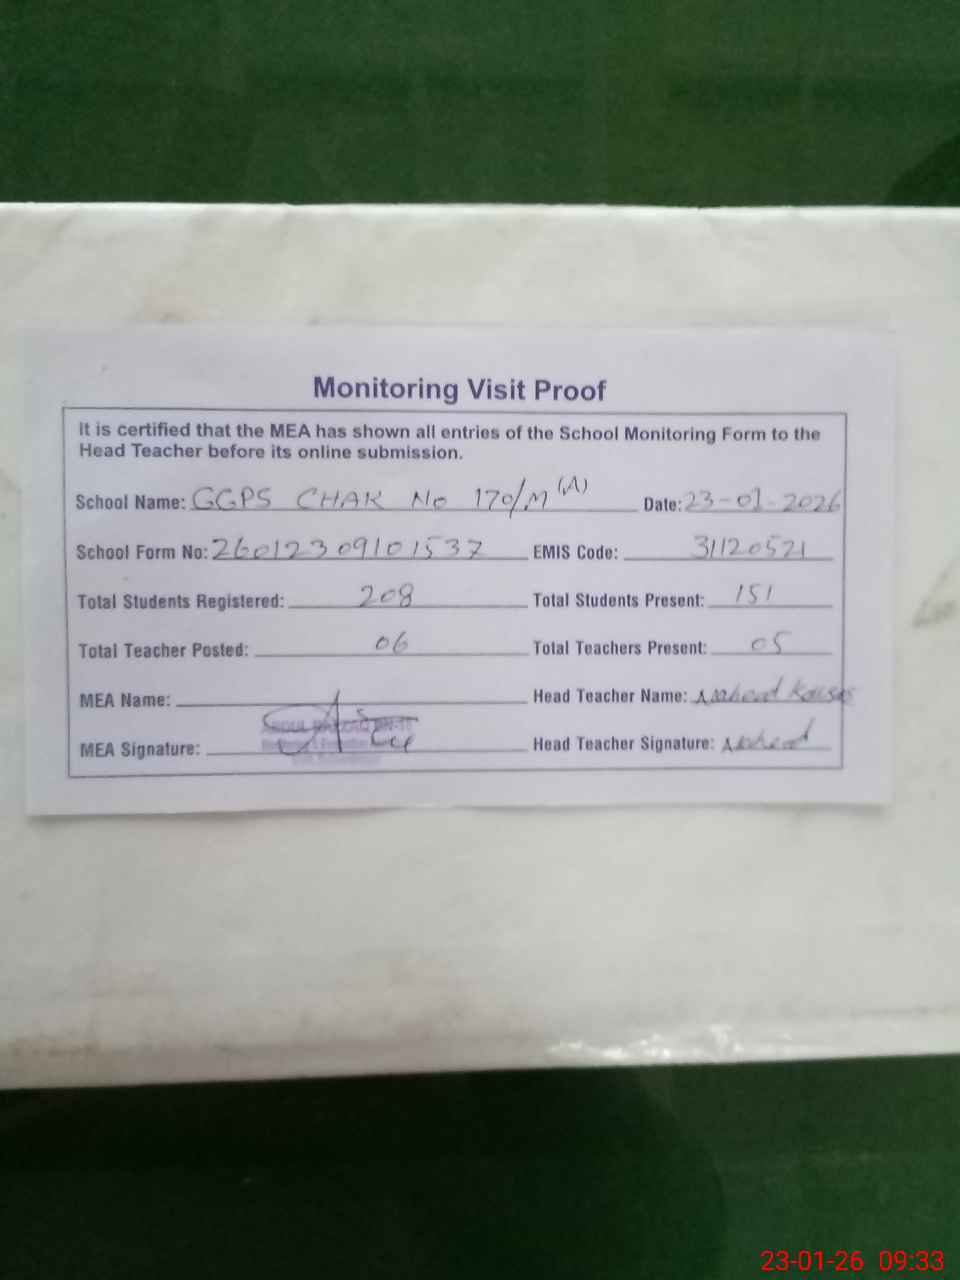 Monitoring Visit Proof
It is certified that the MEA has shown all entries of the School Monitoring Form to the
Head Teacher before its online submission.
School Name: GGPS CHAK No 170/M (A) Date: 23-01-2026
School Form No: 26012309101537 EMIS Code: 31120521
Total Students Registered: 208 Total Students Present: 151
Total Teacher Posted: 06 Total Teachers Present: 05
MEA Name: Head Teacher Name: Naheed Kousar
MEA Signature: Head Teacher Signature: Naheed
23-01-26 09:33